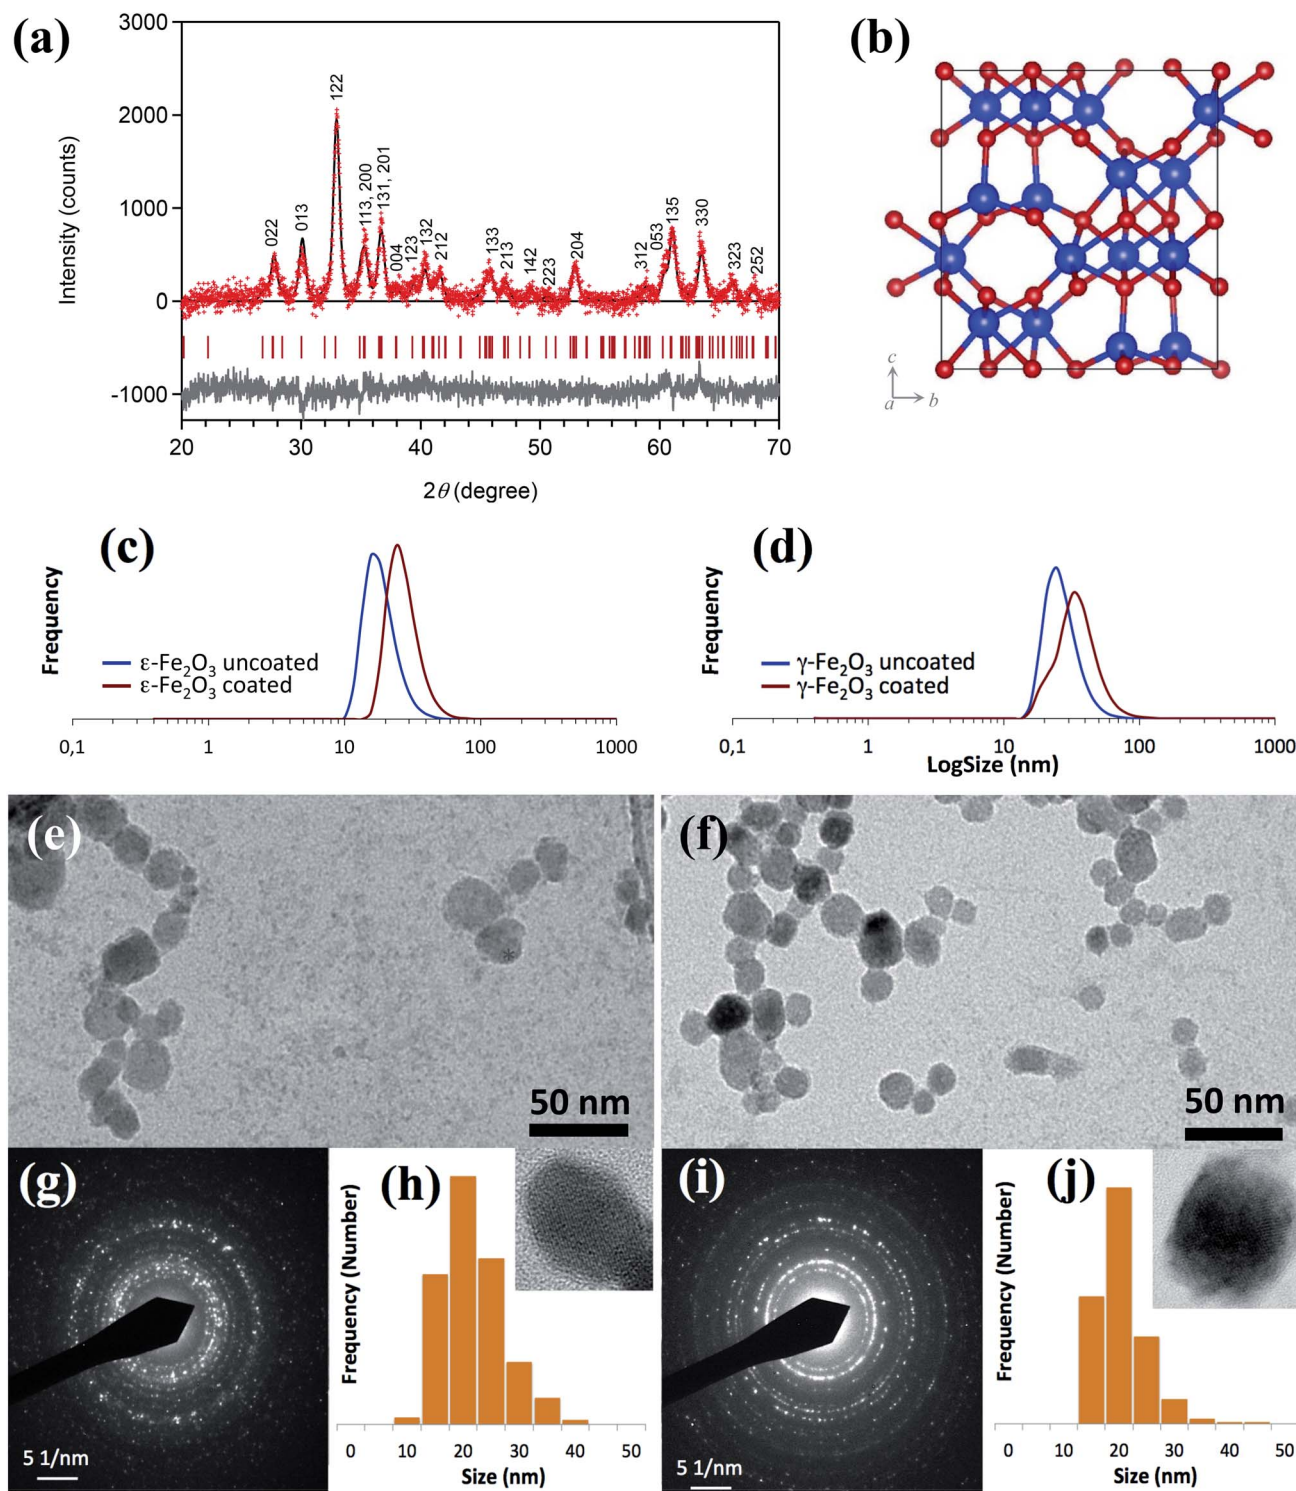 (a)
3000
2000
1000
0
-1000
Intensity (counts)
022
013
122
113, 200
131, 201
004
123
132
212
133
213
142
223
204
312
053
135
330
323
252
20 30 40 50 60 70
2θ (degree)
(b)
c
a b
(c)
Frequency
ε-Fe₂O₃ uncoated
ε-Fe₂O₃ coated
0,1 1 10 100 1000
(d)
Frequency
γ-Fe₂O₃ uncoated
γ-Fe₂O₃ coated
0,1 1 10 100 1000
LogSize (nm)
(e)
*
50 nm
(f)
50 nm
(g)
5 1/nm
(h)
Frequency (Number)
0 10 20 30 40 50
Size (nm)
(i)
5 1/nm
(j)
Frequency (Number)
0 10 20 30 40 50
Size (nm)